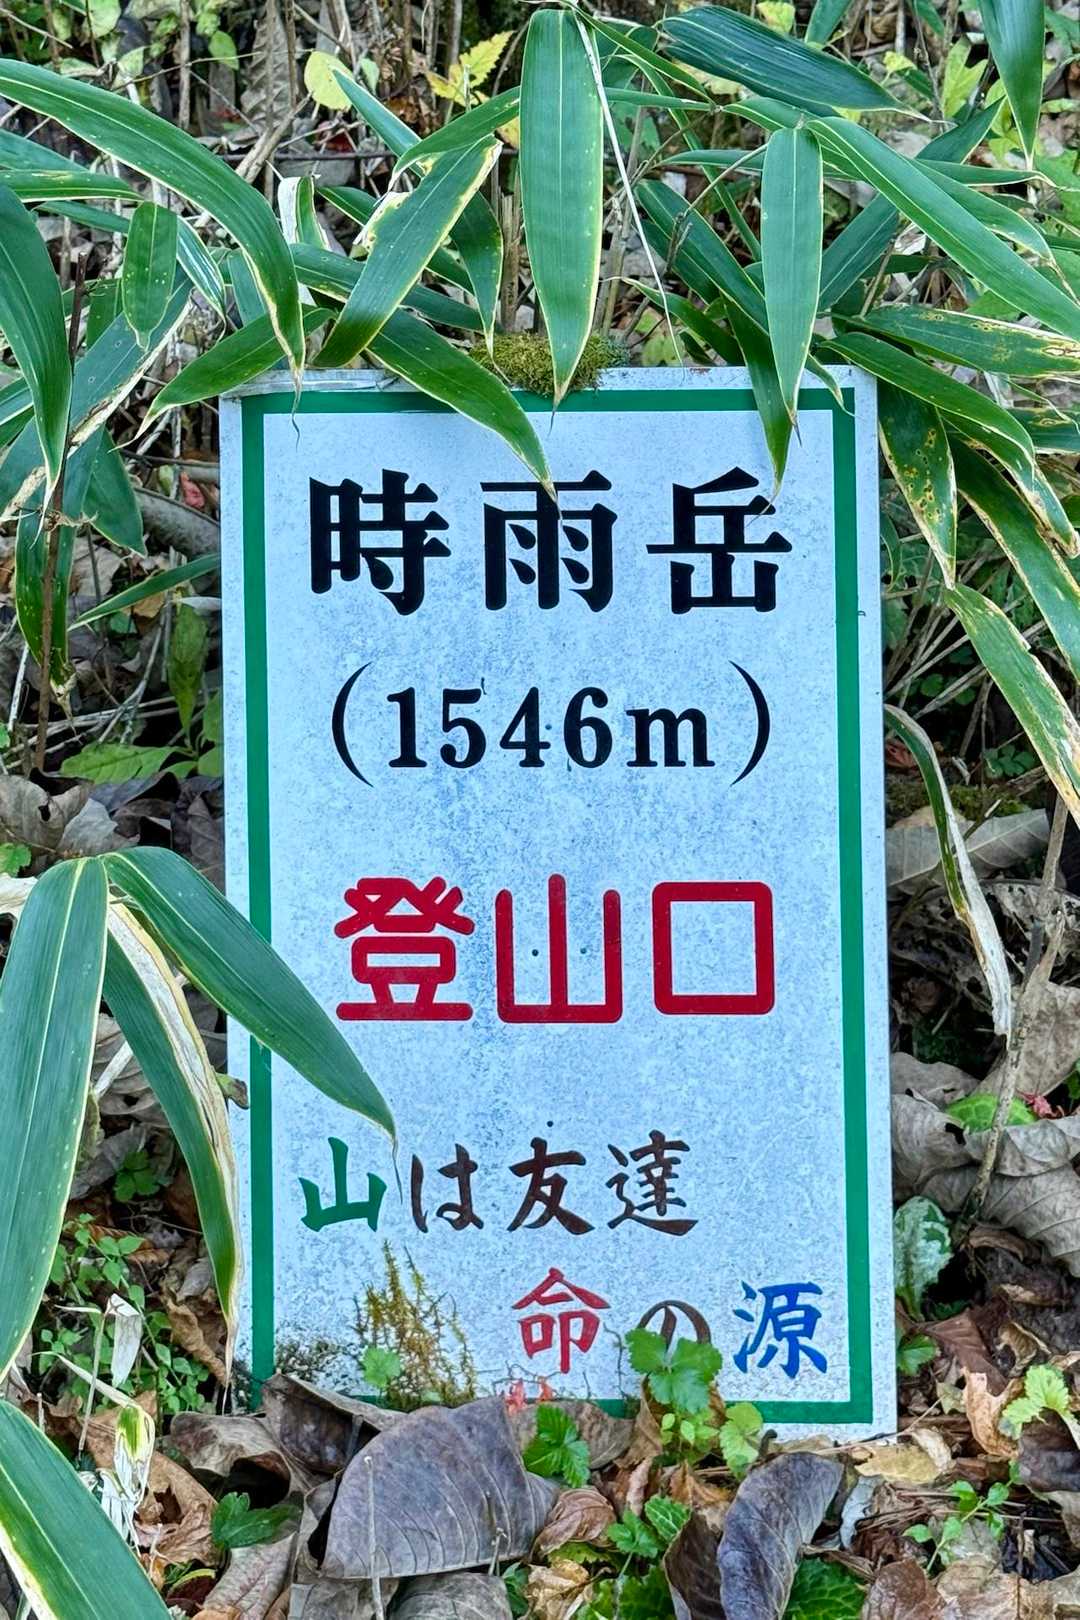 時雨岳
(1546m)
登山口
山は友達
命の源